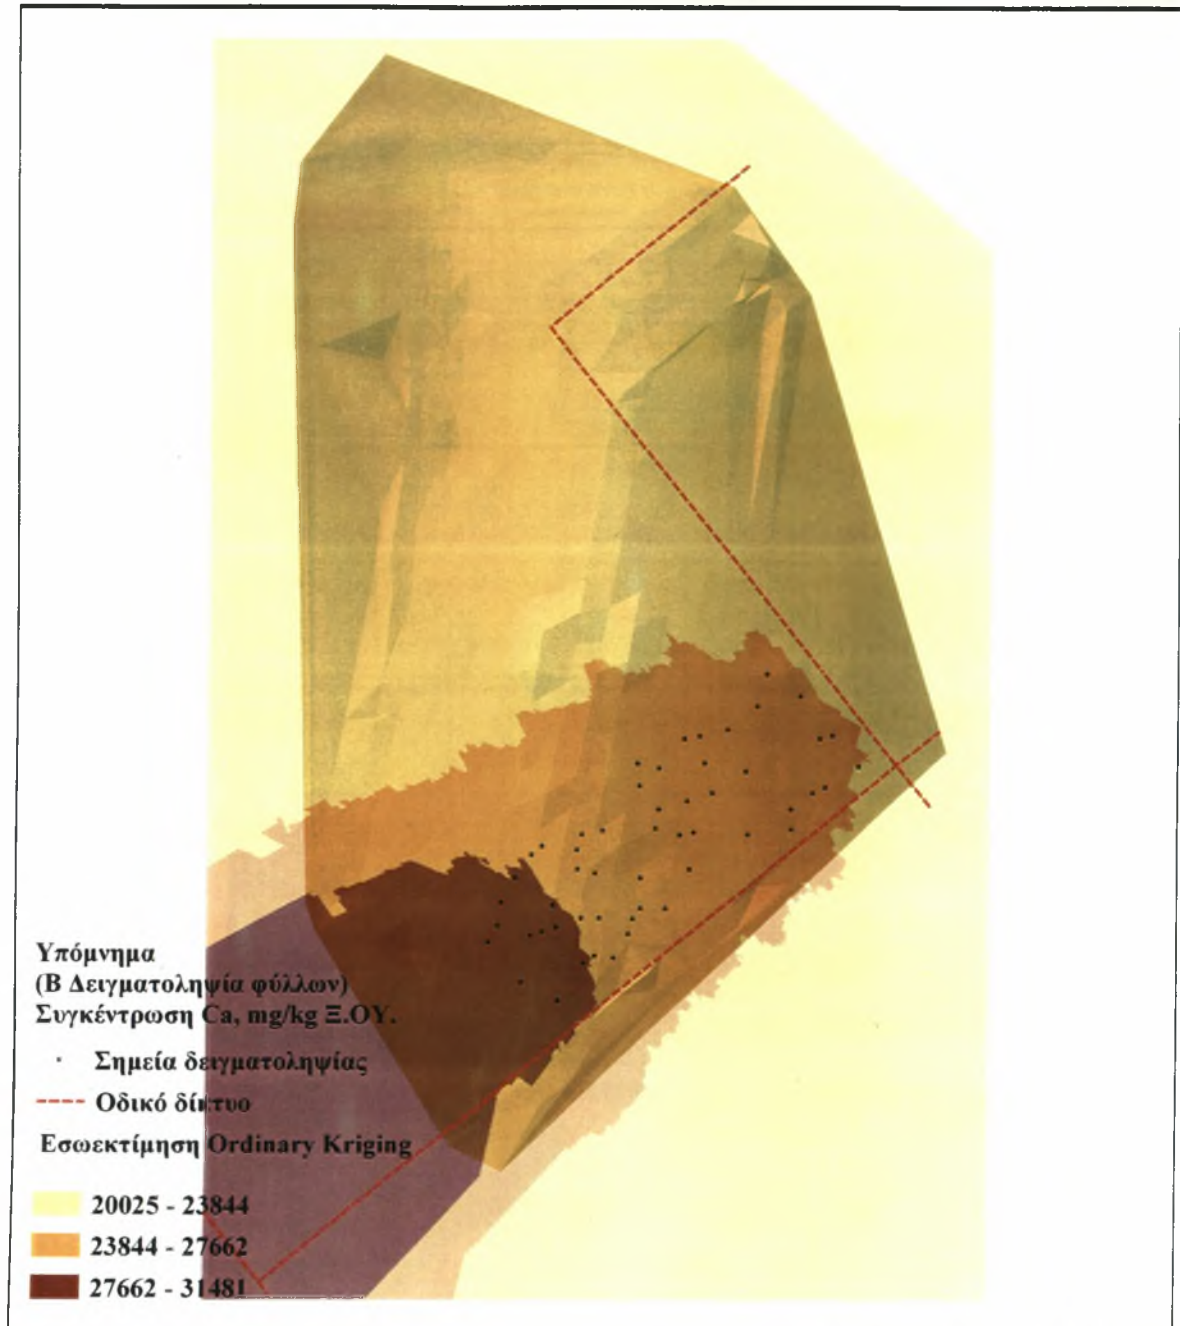 Υπόμνημα
(Β Δειγματοληψία φύλλων)
Συγκέντρωση Ca, mg/kg Ξ.ΟΥ.
Σημεία δειγματοληψίας
Οδικό δίκτυο
Εσωεκτίμηση Ordinary Kriging
20025 - 23844
23844 - 27662
27662 - 31481